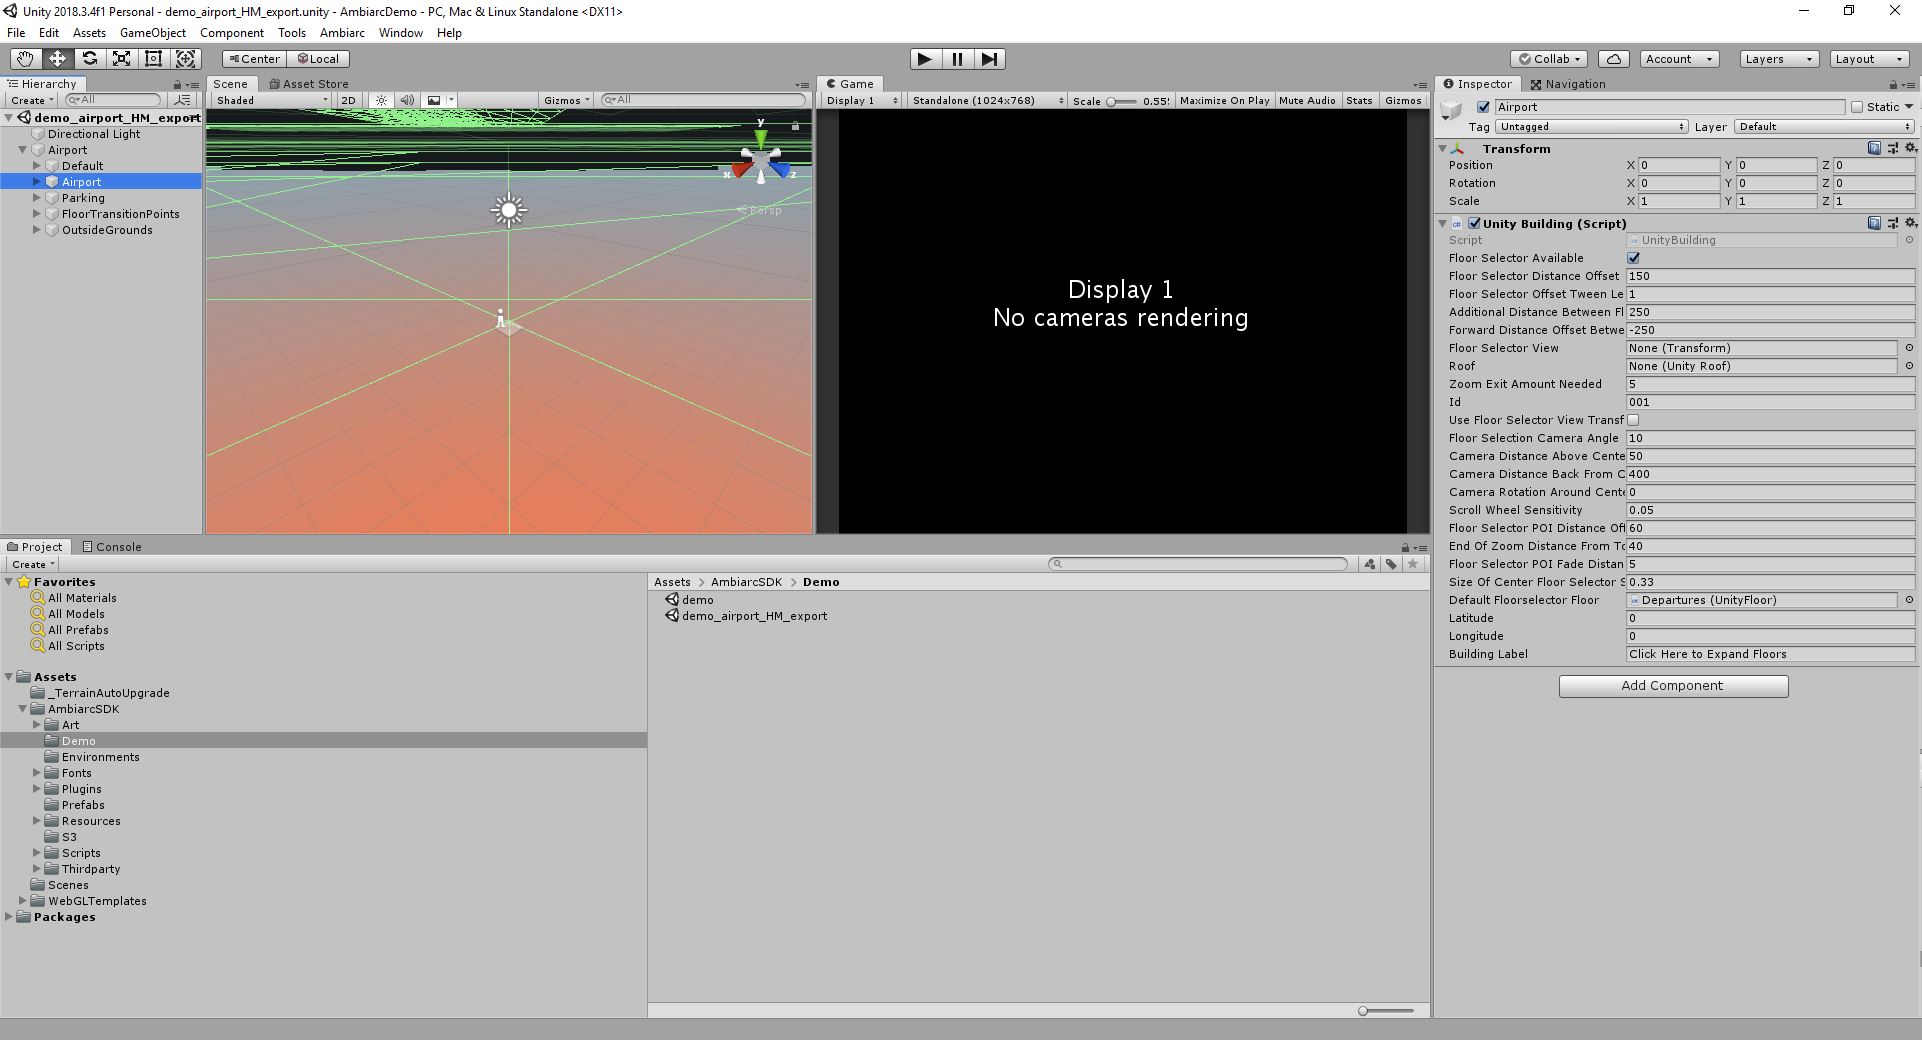 Unity 2018.3.4f1 Personal - demo_airport_HM_export.unity - AmbiarcDemo - PC, Mac & Linux Standalone <DX11>
File Edit Assets GameObject Component Tools Ambiarc Window Help
Center Local
Collab Account Layers Layout
Hierarchy
Create All
demo_airport_HM_export
Directional Light
Airport
Default
Airport
Parking
FloorTransitionPoints
OutsideGrounds
Scene Asset Store
Shaded 2D Gizmos All
y
x z
Persp
Game
Display 1 Standalone (1024x768) Scale 0.55: Maximize On Play Mute Audio Stats Gizmos
Display 1
No cameras rendering
Inspector Navigation
Airport Static
Tag Untagged Layer Default
Transform
Position X 0 Y 0 Z 0
Rotation X 0 Y 0 Z 0
Scale X 1 Y 1 Z 1
Unity Building (Script)
Script UnityBuilding
Floor Selector Available
Floor Selector Distance Offset 150
Floor Selector Offset Tween Le 1
Additional Distance Between Fl 250
Forward Distance Offset Betwe -250
Floor Selector View None (Transform)
Roof None (Unity Roof)
Zoom Exit Amount Needed 5
Id 001
Use Floor Selector View Transf
Floor Selection Camera Angle 10
Camera Distance Above Cente 50
Camera Distance Back From C 400
Camera Rotation Around Cente 0
Scroll Wheel Sensitivity 0.05
Floor Selector POI Distance Off 60
End Of Zoom Distance From To 40
Floor Selector POI Fade Distan 5
Size Of Center Floor Selector S 0.33
Default Floorselector Floor Departures (UnityFloor)
Latitude 0
Longitude 0
Building Label Click Here to Expand Floors
Add Component
Project Console
Create
Favorites
All Materials
All Models
All Prefabs
All Scripts
Assets
_TerrainAutoUpgrade
AmbiarcSDK
Art
Demo
Environments
Fonts
Plugins
Prefabs
Resources
S3
Scripts
Thirdparty
Scenes
WebGLTemplates
Packages
Assets > AmbiarcSDK > Demo
demo
demo_airport_HM_export